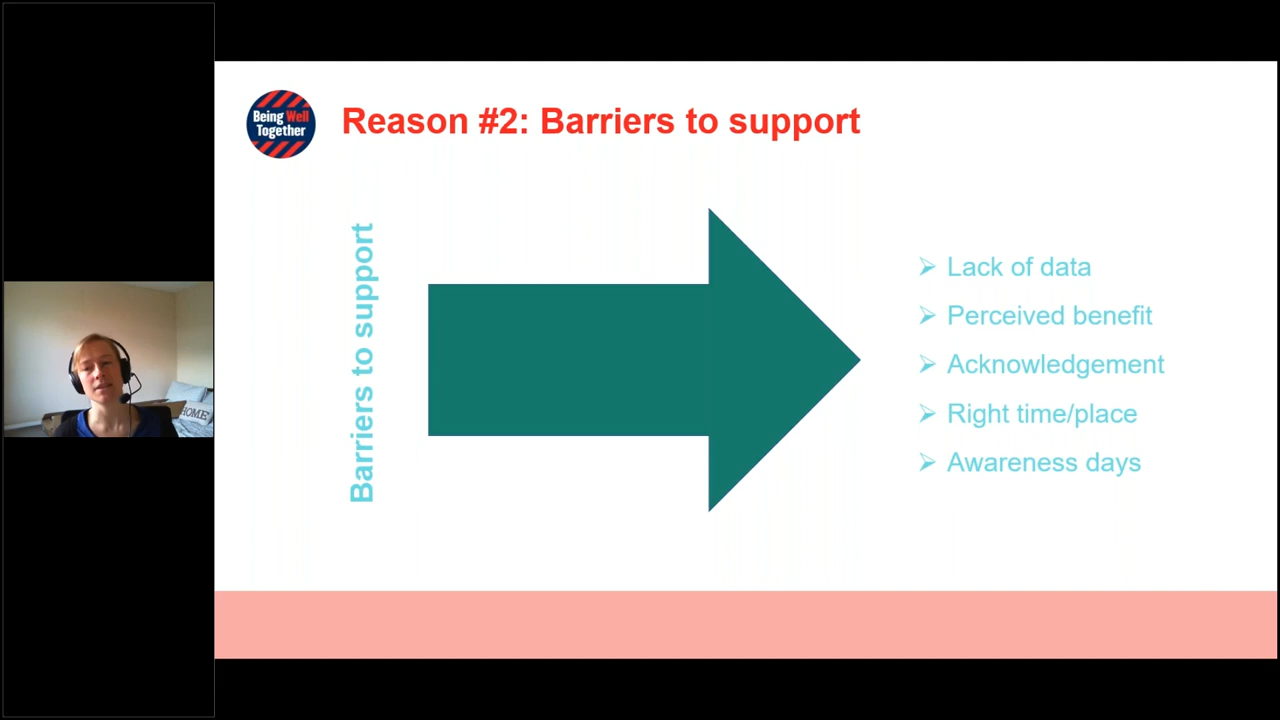 Being Well
Together
Reason #2: Barriers to support
Barriers to support
Lack of data
Perceived benefit
Acknowledgement
Right time/place
Awareness days
HOME